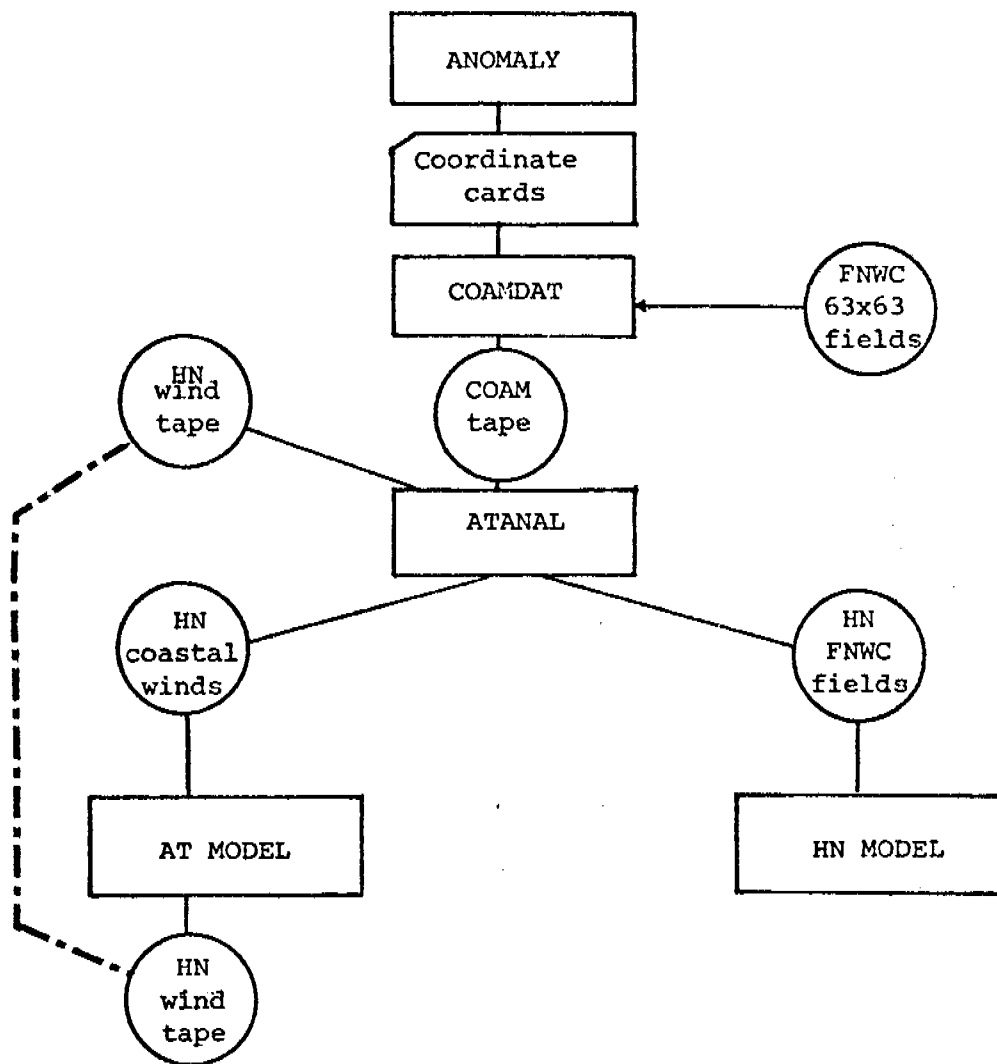 ANOMALY
Coordinate
cards
COAMDAT
FNWC
63x63
fields
HN
wind
tape
COAM
tape
ATANAL
HN
coastal
winds
HN
FNWC
fields
AT MODEL
HN MODEL
HN
wind
tape